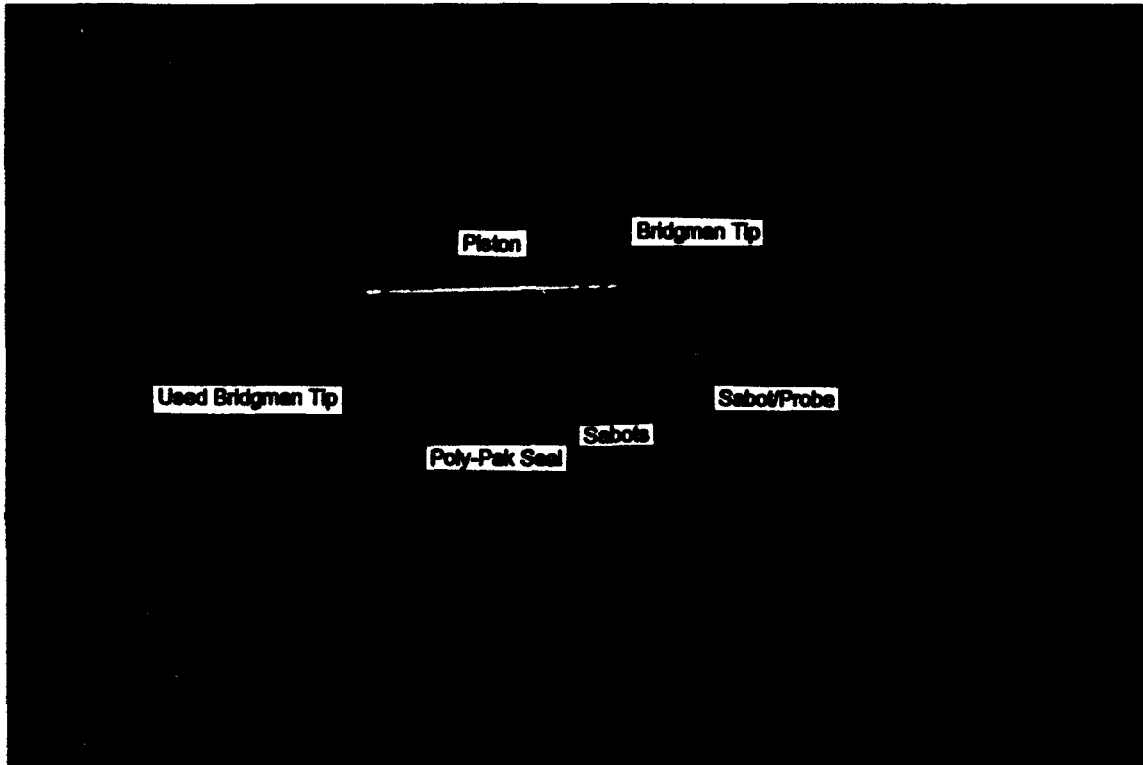 Piston
Bridgman Tip
Used Bridgman Tip
Sabot/Probe
Sabots
Poly-Pak Seal